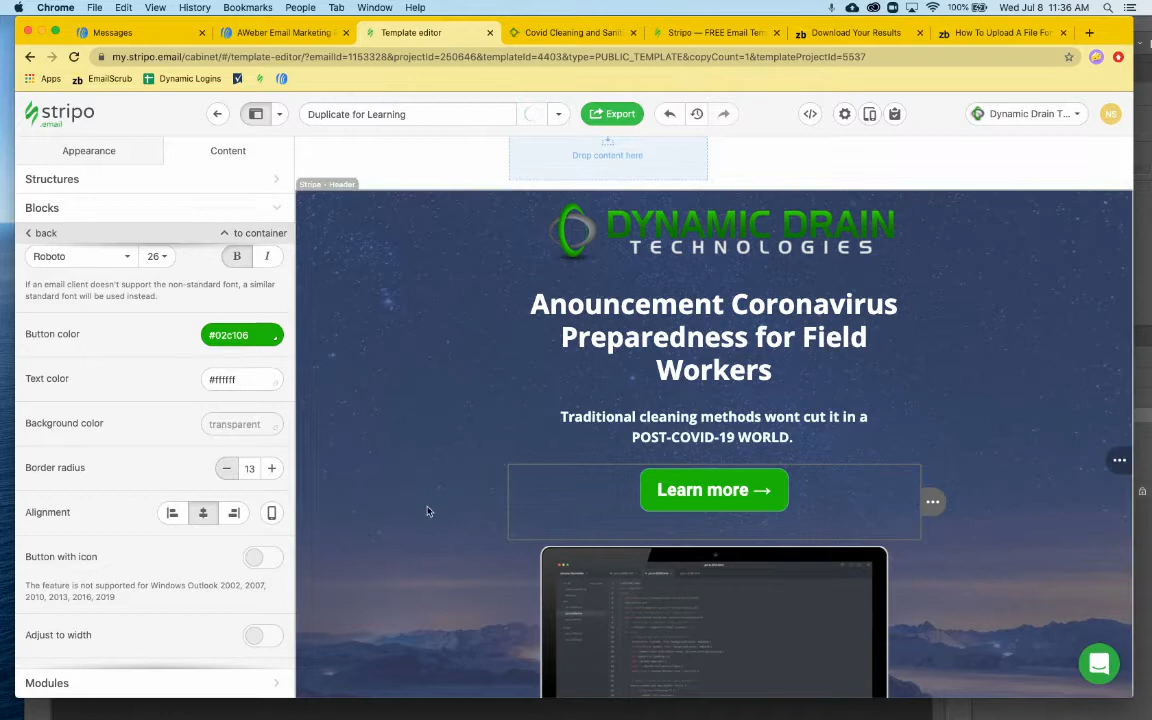 Chrome File Edit View History Bookmarks People Tab Window Help
100% Wed Jul 8 11:36 AM
Messages
AWeber Email Marketing
Template editor
Covid Cleaning and Sani
Stripo — FREE Email Tem
Download Your Results
How To Upload A File For
my.stripo.email/cabinet/#/template-editor/?emailId=1153328&projectId=250646&templateId=4403&type=PUBLIC_TEMPLATE&copyCount=1&templateProjectId=5537
Apps
zb EmailScrub
Dynamic Logins
stripo
.email
Duplicate for Learning
Export
Dynamic Drain T...
NS
Appearance
Content
Drop content here
Structures
Stripe - Header
Blocks
back
to container
Roboto
26
B
I
If an email client doesn't support the non-standard font, a similar
standard font will be used instead.
Button color
#02c106
Text color
#ffffff
Background color
transparent
Border radius
13
Alignment
Button with icon
The feature is not supported for Windows Outlook 2002, 2007,
2010, 2013, 2016, 2019
Adjust to width
Modules
DYNAMIC DRAIN
TECHNOLOGIES
Anouncement Coronavirus
Preparedness for Field
Workers
Traditional cleaning methods wont cut it in a
POST-COVID-19 WORLD.
Learn more →